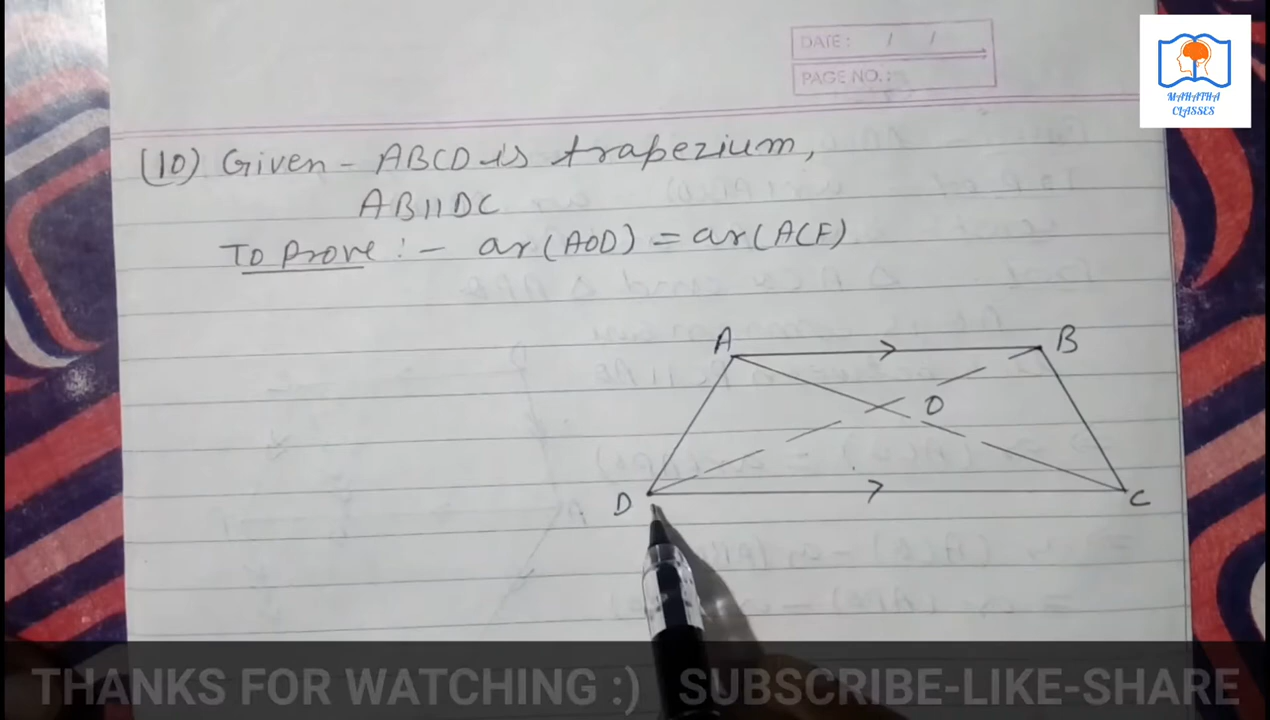 DATE: / /
PAGE NO.:
MAHATHA
CLASSES
(10) Given - ABCD is trapezium,
AB||DC
To Prove :- ar(AOD) = ar(ACF)
A
B
O
D
C
THANKS FOR WATCHING :) SUBSCRIBE-LIKE-SHARE